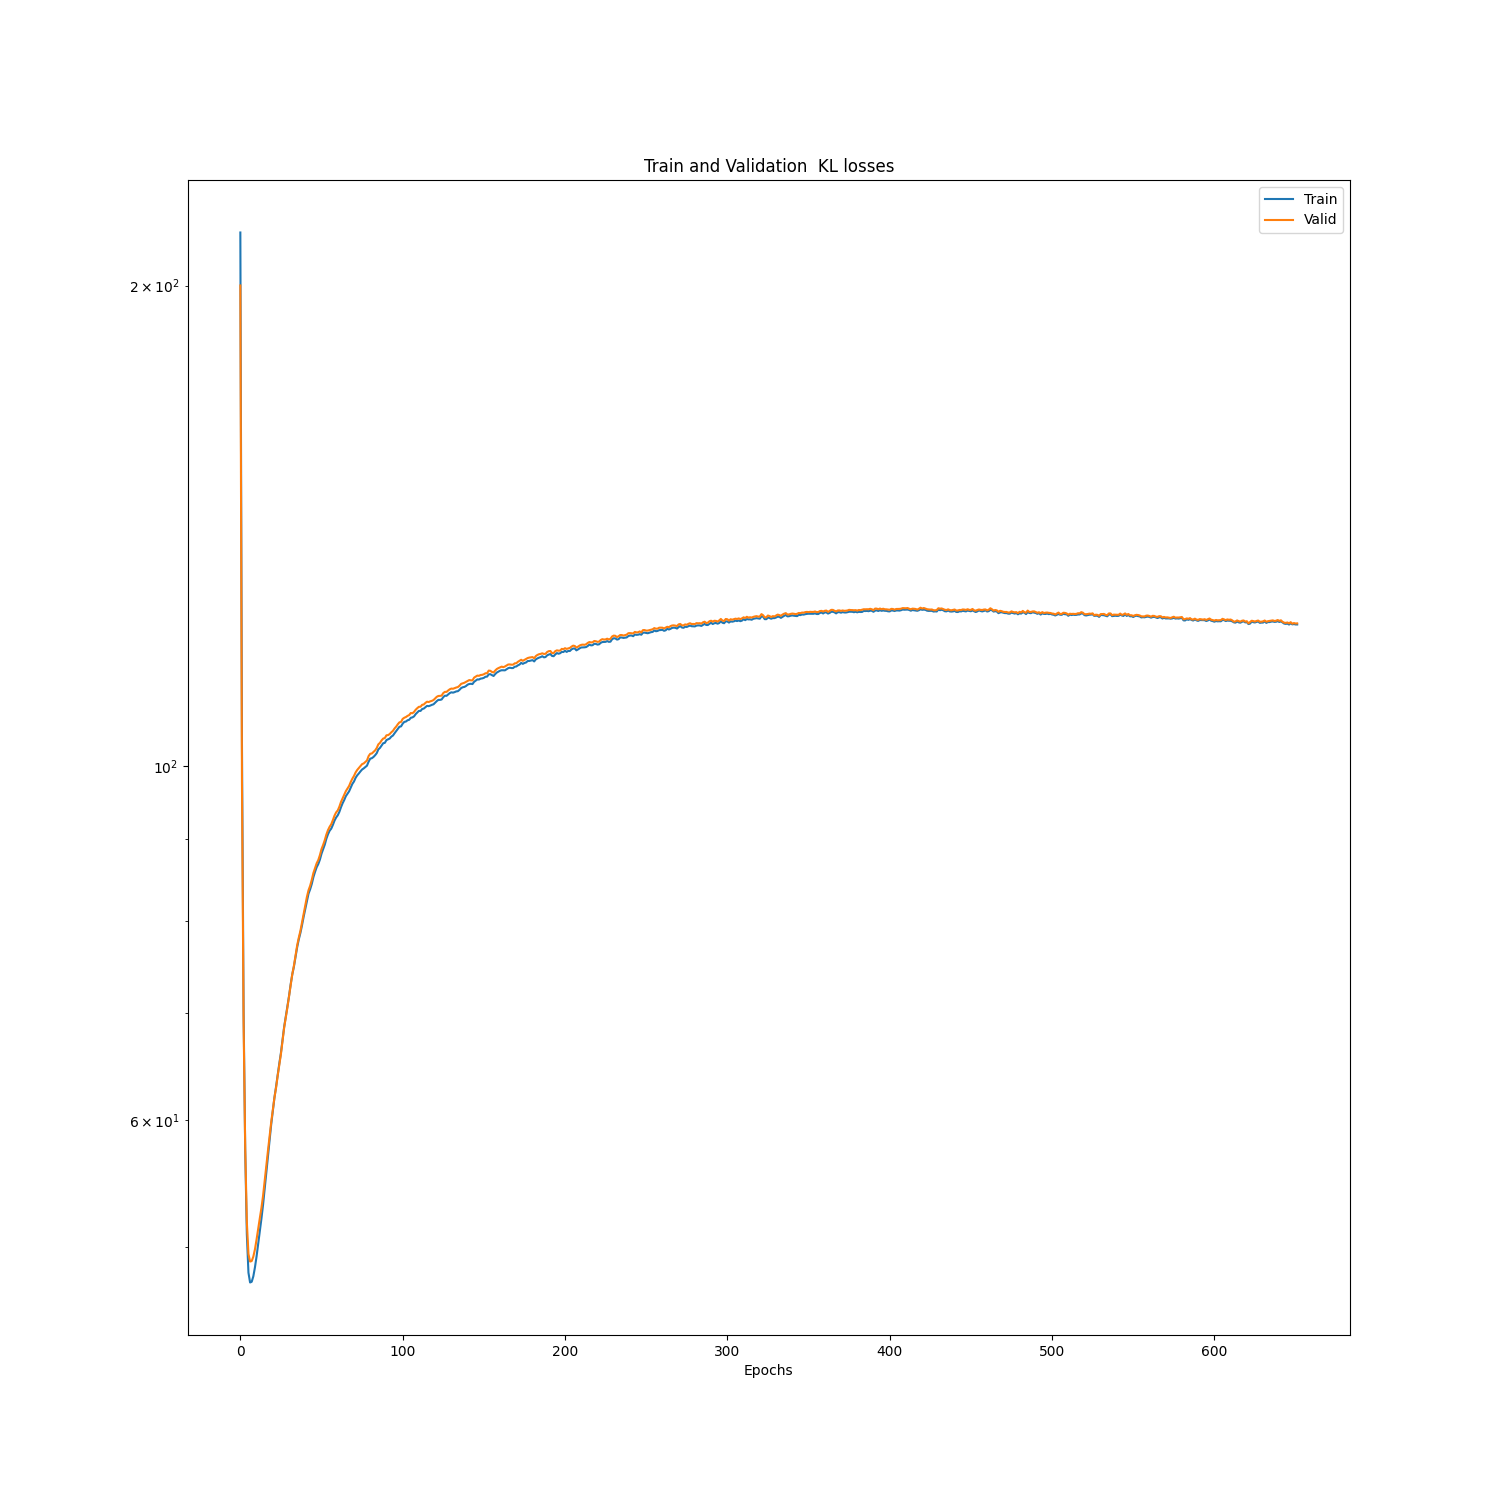 Train and Validation  KL losses
Train
Valid
2 × 10²
10²
6 × 10¹
0 100 200 300 400 500 600
Epochs